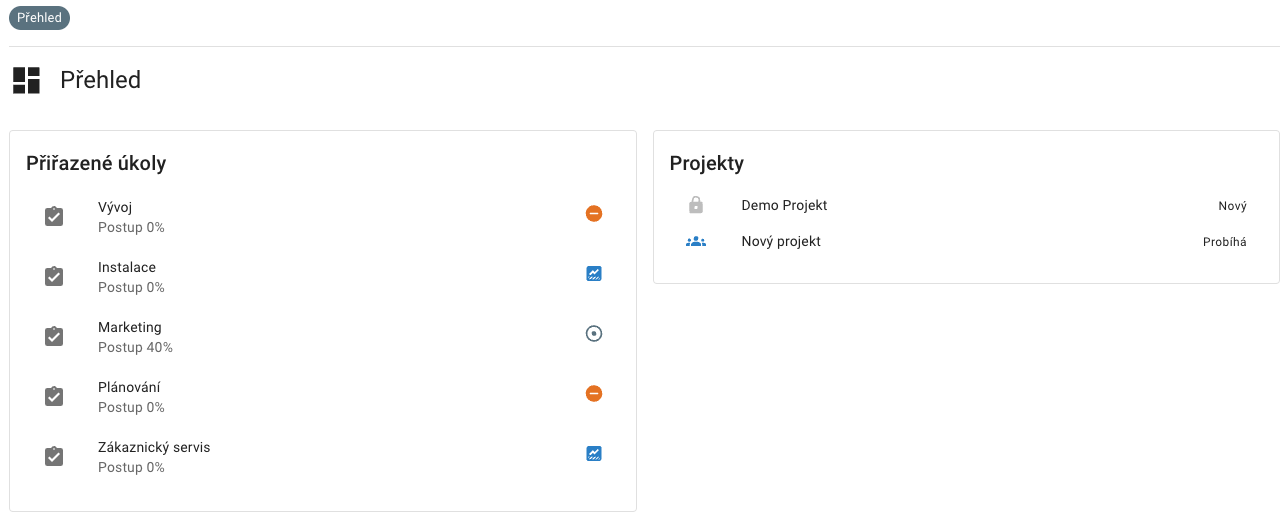 Přehled
Přehled
Přiřazené úkoly
Vývoj
Postup 0%
Instalace
Postup 0%
Marketing
Postup 40%
Plánování
Postup 0%
Zákaznický servis
Postup 0%
Projekty
Demo Projekt Nový
Nový projekt Probíhá